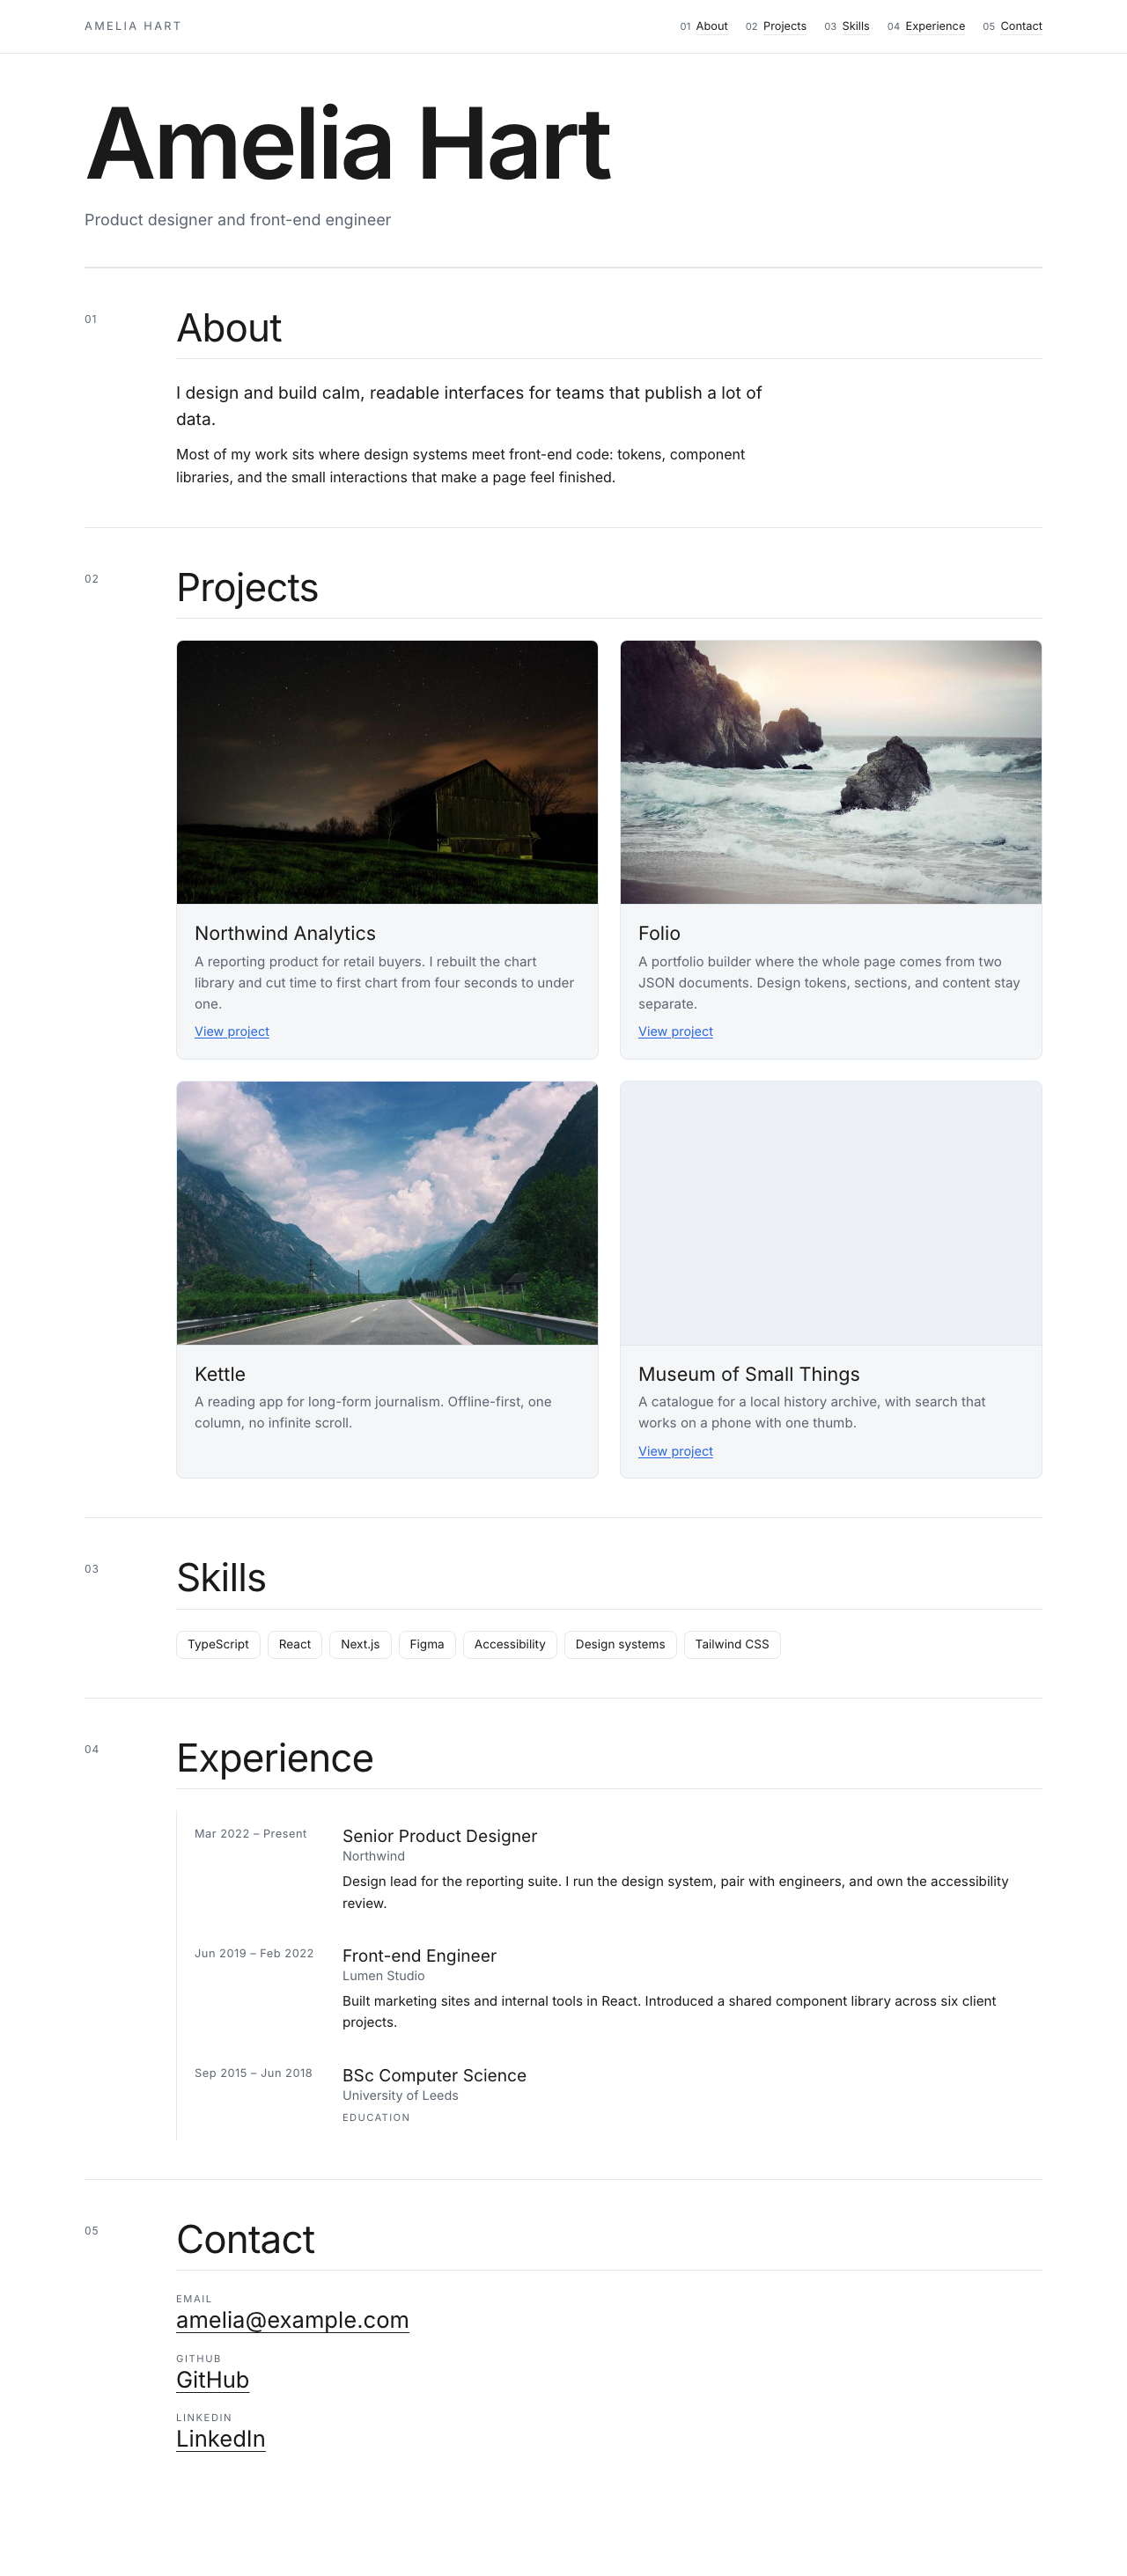 AMELIA HART
01 About 02 Projects 03 Skills 04 Experience 05 Contact
Amelia Hart
Product designer and front-end engineer
01
About
I design and build calm, readable interfaces for teams that publish a lot of
data.
Most of my work sits where design systems meet front-end code: tokens, component
libraries, and the small interactions that make a page feel finished.
02
Projects
Northwind Analytics
A reporting product for retail buyers. I rebuilt the chart
library and cut time to first chart from four seconds to under
one.
View project
Folio
A portfolio builder where the whole page comes from two
JSON documents. Design tokens, sections, and content stay
separate.
View project
Kettle
A reading app for long-form journalism. Offline-first, one
column, no infinite scroll.
Museum of Small Things
A catalogue for a local history archive, with search that
works on a phone with one thumb.
View project
03
Skills
TypeScript React Next.js Figma Accessibility Design systems Tailwind CSS
04
Experience
Mar 2022 – Present
Senior Product Designer
Northwind
Design lead for the reporting suite. I run the design system, pair with engineers, and own the accessibility
review.
Jun 2019 – Feb 2022
Front-end Engineer
Lumen Studio
Built marketing sites and internal tools in React. Introduced a shared component library across six client
projects.
Sep 2015 – Jun 2018
BSc Computer Science
University of Leeds
EDUCATION
05
Contact
EMAIL
amelia@example.com
GITHUB
GitHub
LINKEDIN
LinkedIn